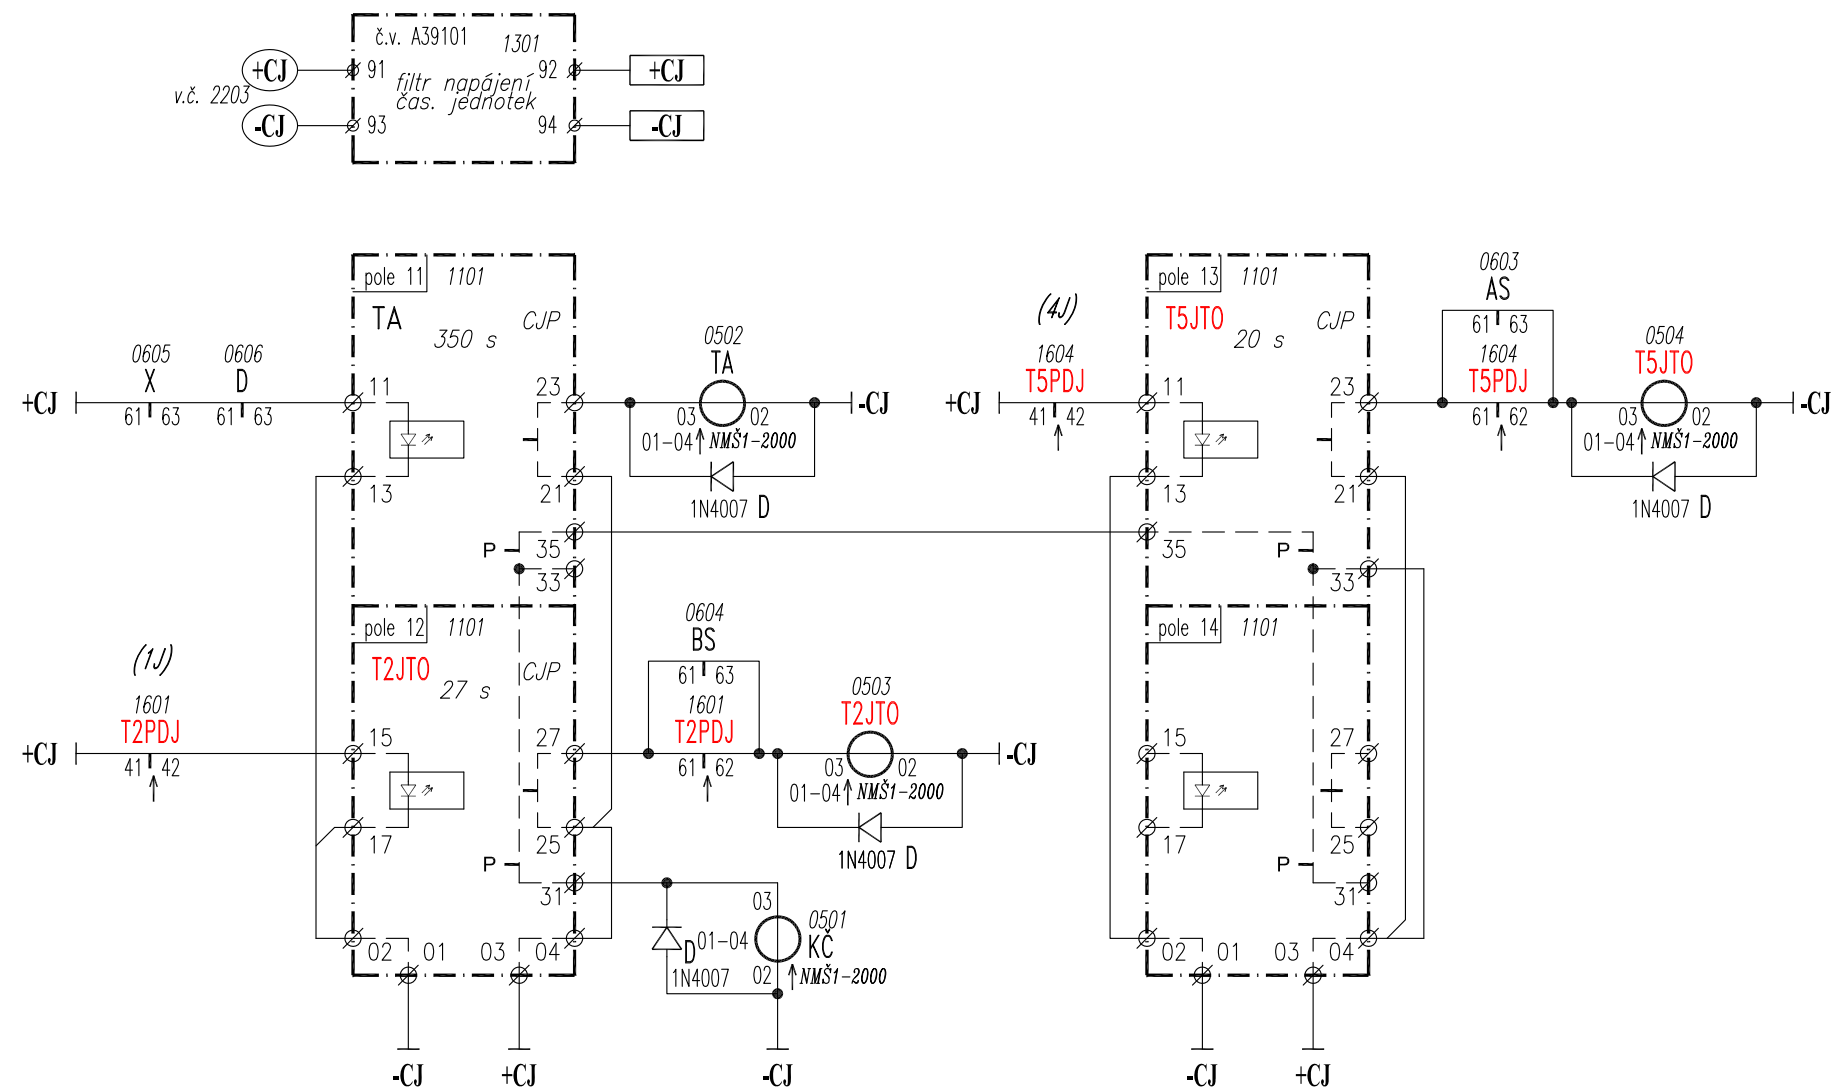 č.v. A39101
1301
+CJ
91
92
+CJ
filtr napájení
čas. jednotek
v.č. 2203
-CJ
93
94
-CJ
pole 11
1101
TA
CJP
350 s
0605
X
0606
D
+CJ
61 63
61 63
11
23
13
21
35
33
P
0502
TA
-CJ
03
02
01-04
NMŠ1-2000
1N4007 D
pole 13
1101
T5JTO
CJP
20 s
(4J)
1604
T5PDJ
+CJ
41 42
11
23
13
21
35
33
P
0603
AS
61 63
1604
T5PDJ
61 62
0504
T5JTO
-CJ
03
02
01-04
NMŠ1-2000
1N4007 D
pole 12
1101
T2JTO
CJP
27 s
(1J)
1601
T2PDJ
+CJ
41 42
15
27
17
25
P
31
02
01
03
04
-CJ
+CJ
0604
BS
61 63
1601
T2PDJ
61 62
0503
T2JTO
-CJ
03
02
01-04
NMŠ1-2000
1N4007 D
03
0501
KČ
D
01-04
02
1N4007
NMŠ1-2000
-CJ
pole 14
1101
15
27
17
25
P
31
02
01
03
04
-CJ
+CJ